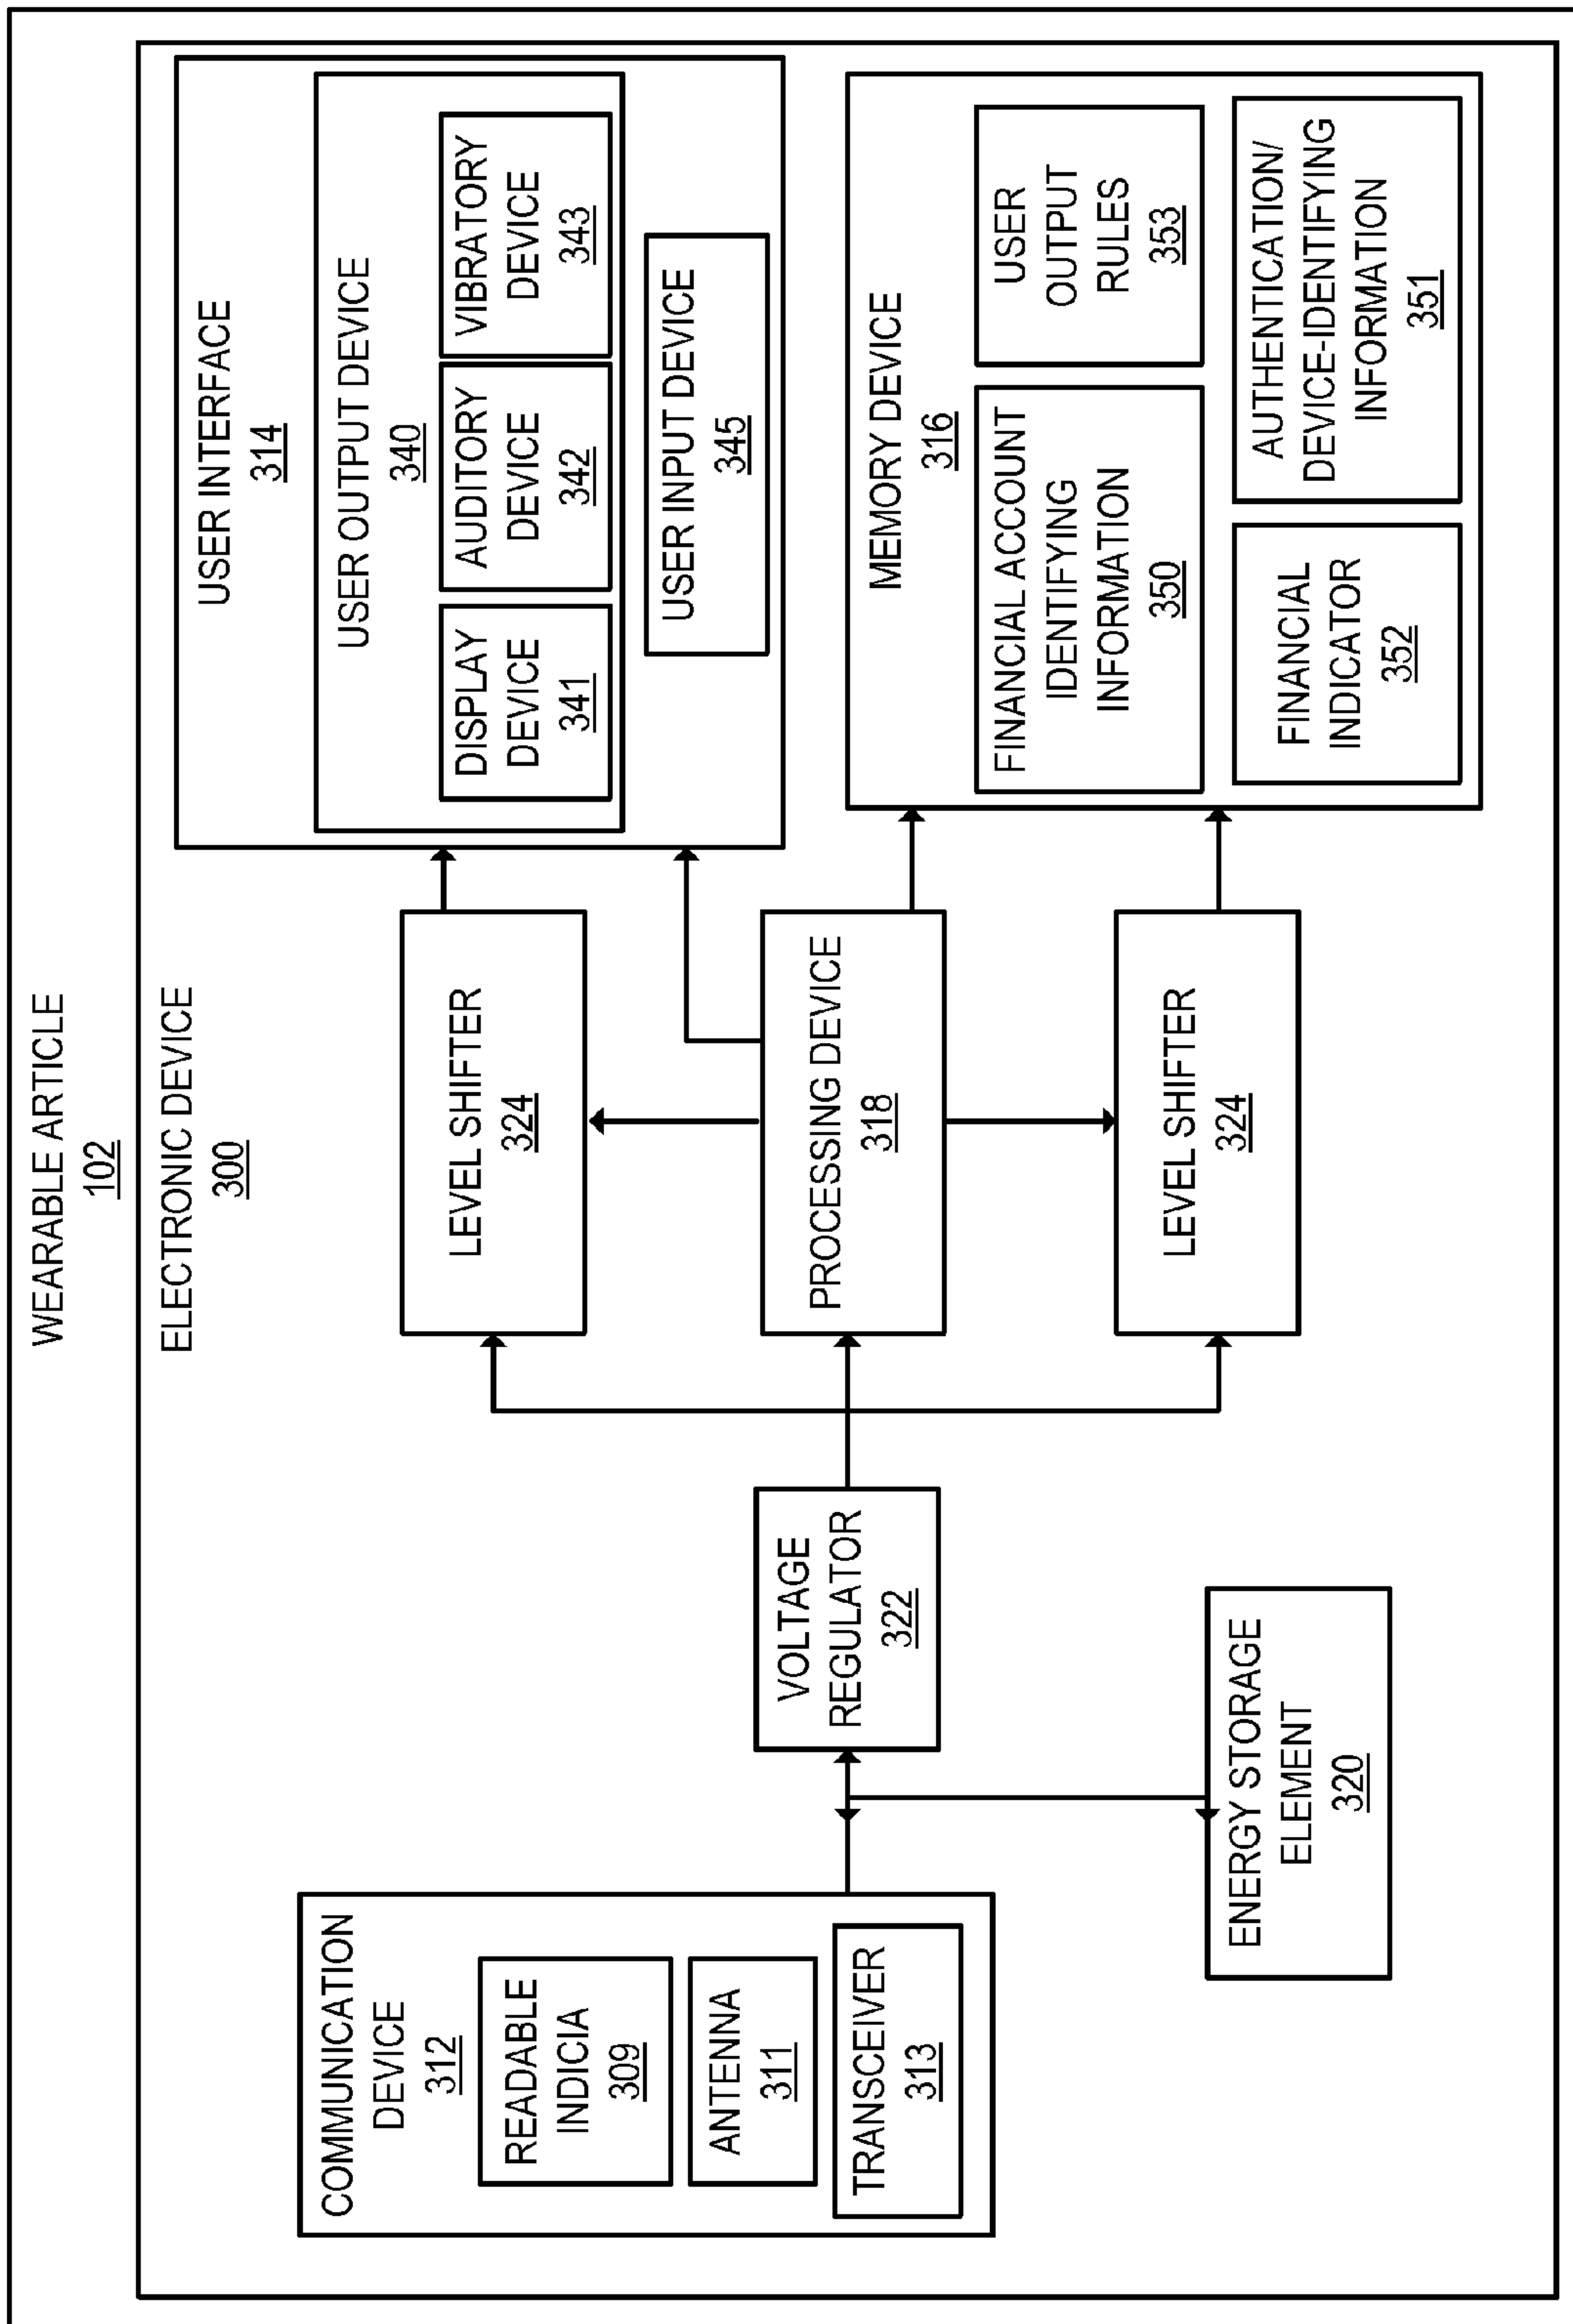 WEARABLE ARTICLE
102
ELECTRONIC DEVICE
300
COMMUNICATION
DEVICE
312
READABLE
INDICIA
309
ANTENNA
311
TRANSCEIVER
313
VOLTAGE
REGULATOR
322
ENERGY STORAGE
ELEMENT
320
LEVEL SHIFTER
324
PROCESSING DEVICE
318
LEVEL SHIFTER
324
USER INTERFACE
314
USER OUTPUT DEVICE
340
DISPLAY
DEVICE
341
AUDITORY
DEVICE
342
VIBRATORY
DEVICE
343
USER INPUT DEVICE
345
MEMORY DEVICE
316
FINANCIAL ACCOUNT
IDENTIFYING
INFORMATION
350
USER
OUTPUT
RULES
353
FINANCIAL
INDICATOR
352
AUTHENTICATION/
DEVICE-IDENTIFYING
INFORMATION
351